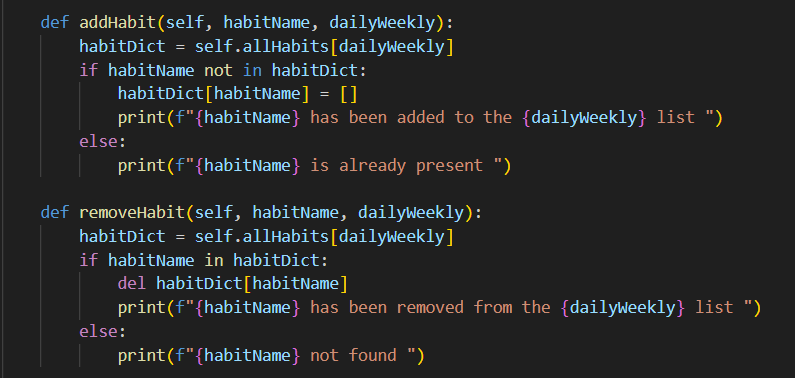 def addHabit(self, habitName, dailyWeekly):
    habitDict = self.allHabits[dailyWeekly]
    if habitName not in habitDict:
        habitDict[habitName] = []
        print(f"{habitName} has been added to the {dailyWeekly} list ")
    else:
        print(f"{habitName} is already present ")

def removeHabit(self, habitName, dailyWeekly):
    habitDict = self.allHabits[dailyWeekly]
    if habitName in habitDict:
        del habitDict[habitName]
        print(f"{habitName} has been removed from the {dailyWeekly} list ")
    else:
        print(f"{habitName} not found ")